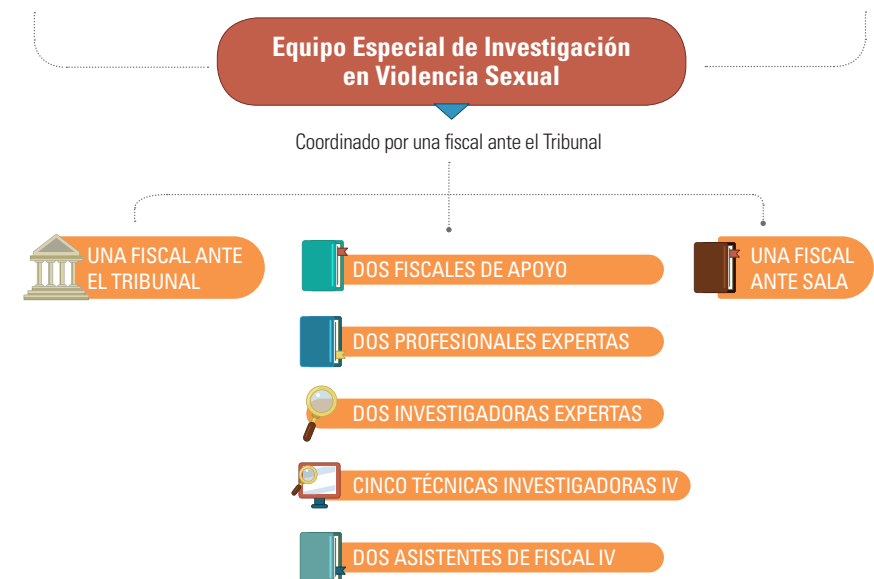 Equipo Especial de Investigación
en Violencia Sexual
Coordinado por una fiscal ante el Tribunal
UNA FISCAL ANTE
EL TRIBUNAL
DOS FISCALES DE APOYO
DOS PROFESIONALES EXPERTAS
DOS INVESTIGADORAS EXPERTAS
CINCO TÉCNICAS INVESTIGADORAS IV
DOS ASISTENTES DE FISCAL IV
UNA FISCAL
ANTE SALA